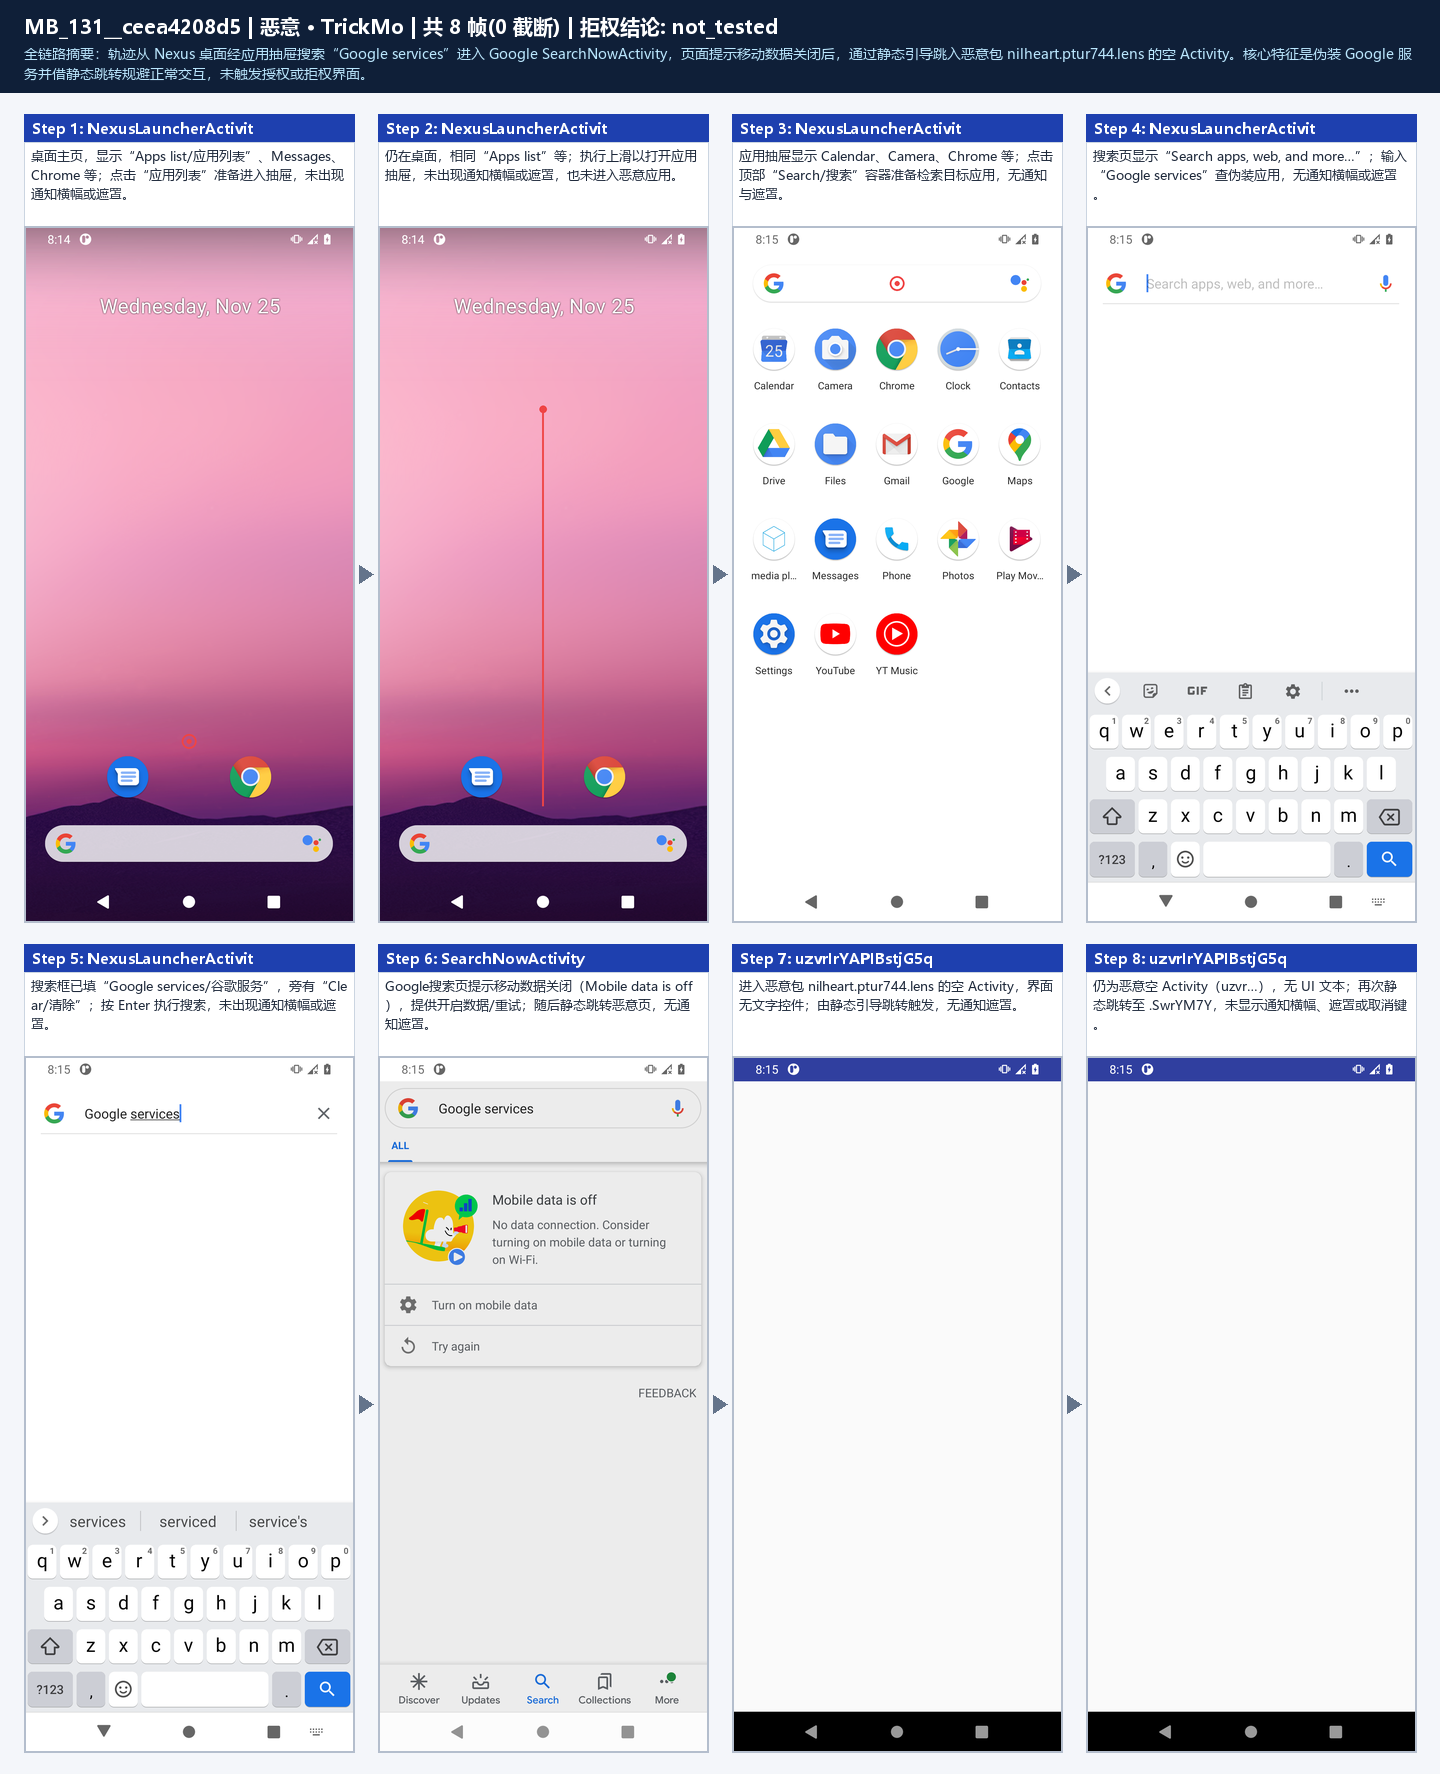 MB_131__ceea4208d5 | 恶意 • TrickMo | 共 8 帧(0 截断) | 拒权结论: not_tested
全链路摘要：轨迹从 Nexus 桌面经应用抽屉搜索“Google services”进入 Google SearchNowActivity，页面提示移动数据关闭后，通过静态引导跳入恶意包 nilheart.ptur744.lens 的空 Activity。核心特征是伪装 Google 服
务并借静态跳转规避正常交互，未触发授权或拒权界面。
Step 1: NexusLauncherActivit
桌面主页，显示“Apps list/应用列表”、Messages、
Chrome 等；点击“应用列表”准备进入抽屉，未出现
通知横幅或遮罩。
8:14
Wednesday, Nov 25
Step 2: NexusLauncherActivit
仍在桌面，相同“Apps list”等；执行上滑以打开应用
抽屉，未出现通知横幅或遮罩，也未进入恶意应用。
8:14
Wednesday, Nov 25
Step 3: NexusLauncherActivit
应用抽屉显示 Calendar、Camera、Chrome 等；点击
顶部“Search/搜索”容器准备检索目标应用，无通知
与遮罩。
8:15
25
Calendar Camera Chrome Clock Contacts
Drive Files Gmail Google Maps
media pl... Messages Phone Photos Play Mov...
Settings YouTube YT Music
Step 4: NexusLauncherActivit
搜索页显示“Search apps, web, and more…”；输入
“Google services”查伪装应用，无通知横幅或遮罩
。
8:15
Search apps, web, and more...
GIF
q1 w2 e3 r4 t5 y6 u7 i8 o9 p0
a s d f g h j k l
z x c v b n m
?123 , .
Step 5: NexusLauncherActivit
搜索框已填“Google services/谷歌服务”，旁有“Cle
ar/清除”；按 Enter 执行搜索，未出现通知横幅或遮
罩。
8:15
Google services
services serviced service's
q1 w2 e3 r4 t5 y6 u7 i8 o9 p0
a s d f g h j k l
z x c v b n m
?123 , .
Step 6: SearchNowActivity
Google搜索页提示移动数据关闭（Mobile data is off
），提供开启数据/重试；随后静态跳转恶意页，无通
知遮罩。
8:15
Google services
ALL
Mobile data is off
No data connection. Consider
turning on mobile data or turning
on Wi-Fi.
Turn on mobile data
Try again
FEEDBACK
Discover Updates Search Collections More
Step 7: uzvrIrYAPIBstjG5q
进入恶意包 nilheart.ptur744.lens 的空 Activity，界面
无文字控件；由静态引导跳转触发，无通知遮罩。
8:15
Step 8: uzvrIrYAPIBstjG5q
仍为恶意空 Activity（uzvr…），无 UI 文本；再次静
态跳转至 .SwrYM7Y，未显示通知横幅、遮罩或取消键
。
8:15